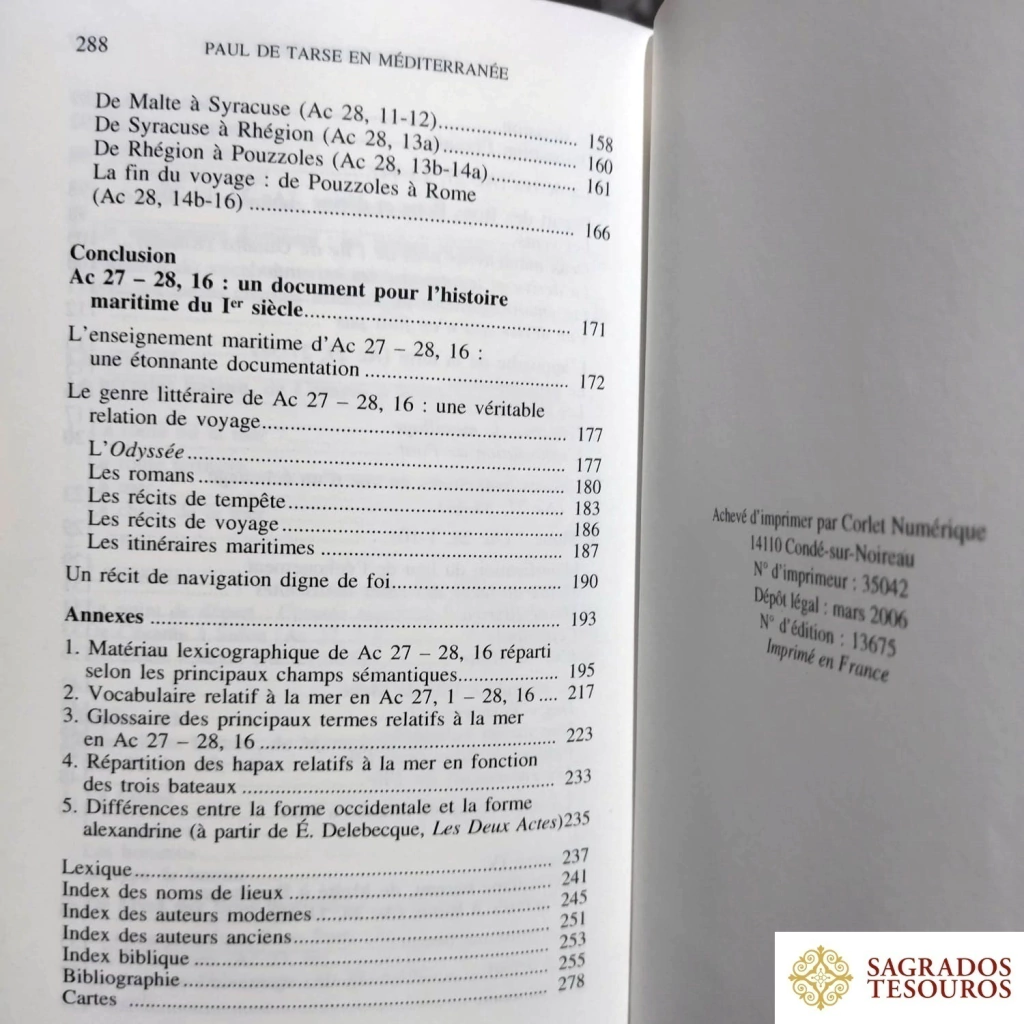 288
PAUL DE TARSE EN MÉDITERRANÉE
De Malte à Syracuse (Ac 28, 11-12)........ 158
De Syracuse à Rhégion (Ac 28, 13a)........ 160
De Rhégion à Pouzzoles (Ac 28, 13b-14a)........ 161
La fin du voyage : de Pouzzoles à Rome
(Ac 28, 14b-16) ........ 166
Conclusion
Ac 27 – 28, 16 : un document pour l'histoire
maritime du Ier siècle........ 171
L'enseignement maritime d'Ac 27 – 28, 16 :
une étonnante documentation ........ 172
Le genre littéraire de Ac 27 – 28, 16 : une véritable
relation de voyage........ 177
L'Odyssée........ 177
Les romans........ 180
Les récits de tempête........ 183
Les récits de voyage........ 186
Les itinéraires maritimes ........ 187
Un récit de navigation digne de foi........ 190
Annexes ........ 193
1. Matériau lexicographique de Ac 27 – 28, 16 réparti
selon les principaux champs sémantiques........ 195
2. Vocabulaire relatif à la mer en Ac 27, 1 – 28, 16.... 217
3. Glossaire des principaux termes relatifs à la mer
en Ac 27 – 28, 16 ........ 223
4. Répartition des hapax relatifs à la mer en fonction
des trois bateaux ........ 233
5. Différences entre la forme occidentale et la forme
alexandrine (à partir de É. Delebecque, Les Deux Actes)235
Lexique........ 237
Index des noms de lieux ........ 241
Index des auteurs modernes ........ 245
Index des auteurs anciens........ 251
Index biblique ........ 253
Bibliographie ........ 255
Cartes ........ 278
Achevé d'imprimer par Corlet Numérique
14110 Condé-sur-Noireau
N° d'imprimeur : 35042
Dépôt légal : mars 2006
N° d'édition : 13675
Imprimé en France
SAGRADOS
TESOUROS